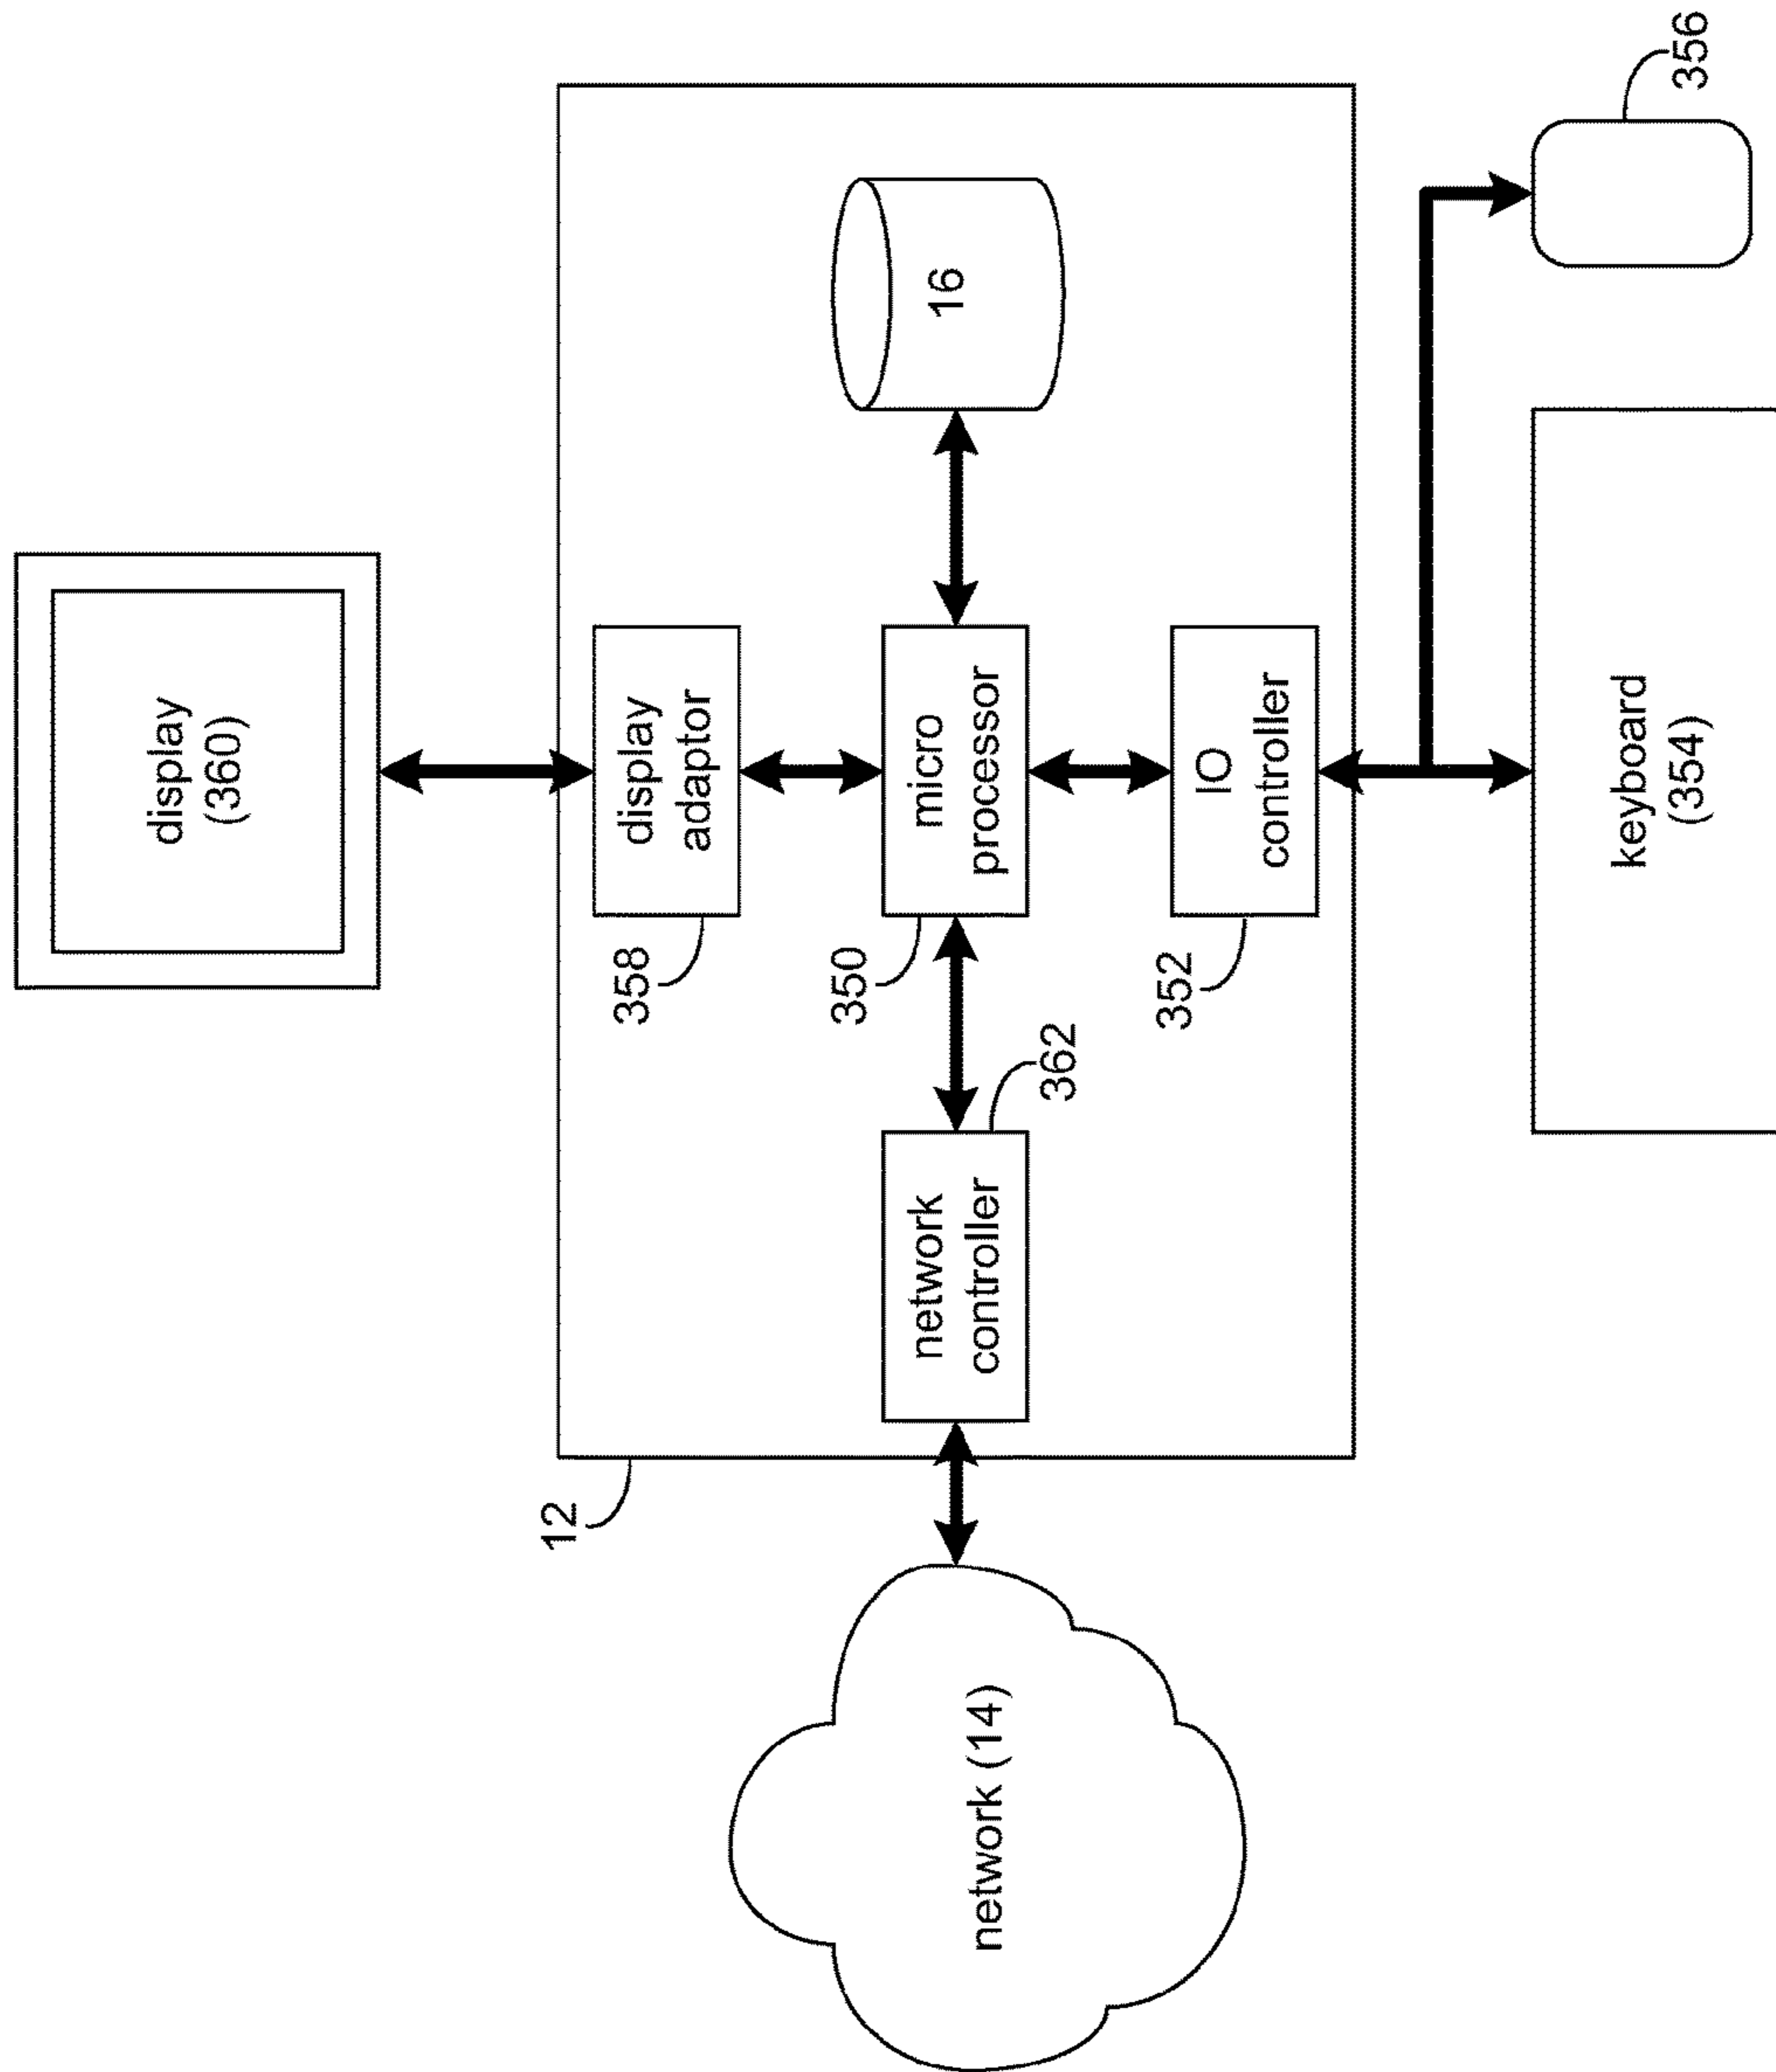 display
(360)
358
display
adaptor
12
350
micro
processor
16
network (14)
network
controller
362
352
IO
controller
keyboard
(354)
356